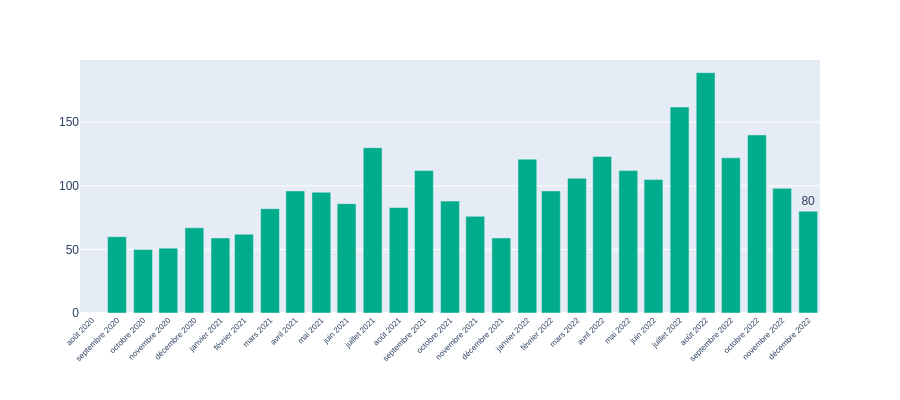 150
100
50
0
80
août 2020
septembre 2020
octobre 2020
novembre 2020
décembre 2020
janvier 2021
février 2021
mars 2021
avril 2021
mai 2021
juin 2021
juillet 2021
août 2021
septembre 2021
octobre 2021
novembre 2021
décembre 2021
janvier 2022
février 2022
mars 2022
avril 2022
mai 2022
juin 2022
juillet 2022
août 2022
septembre 2022
octobre 2022
novembre 2022
décembre 2022